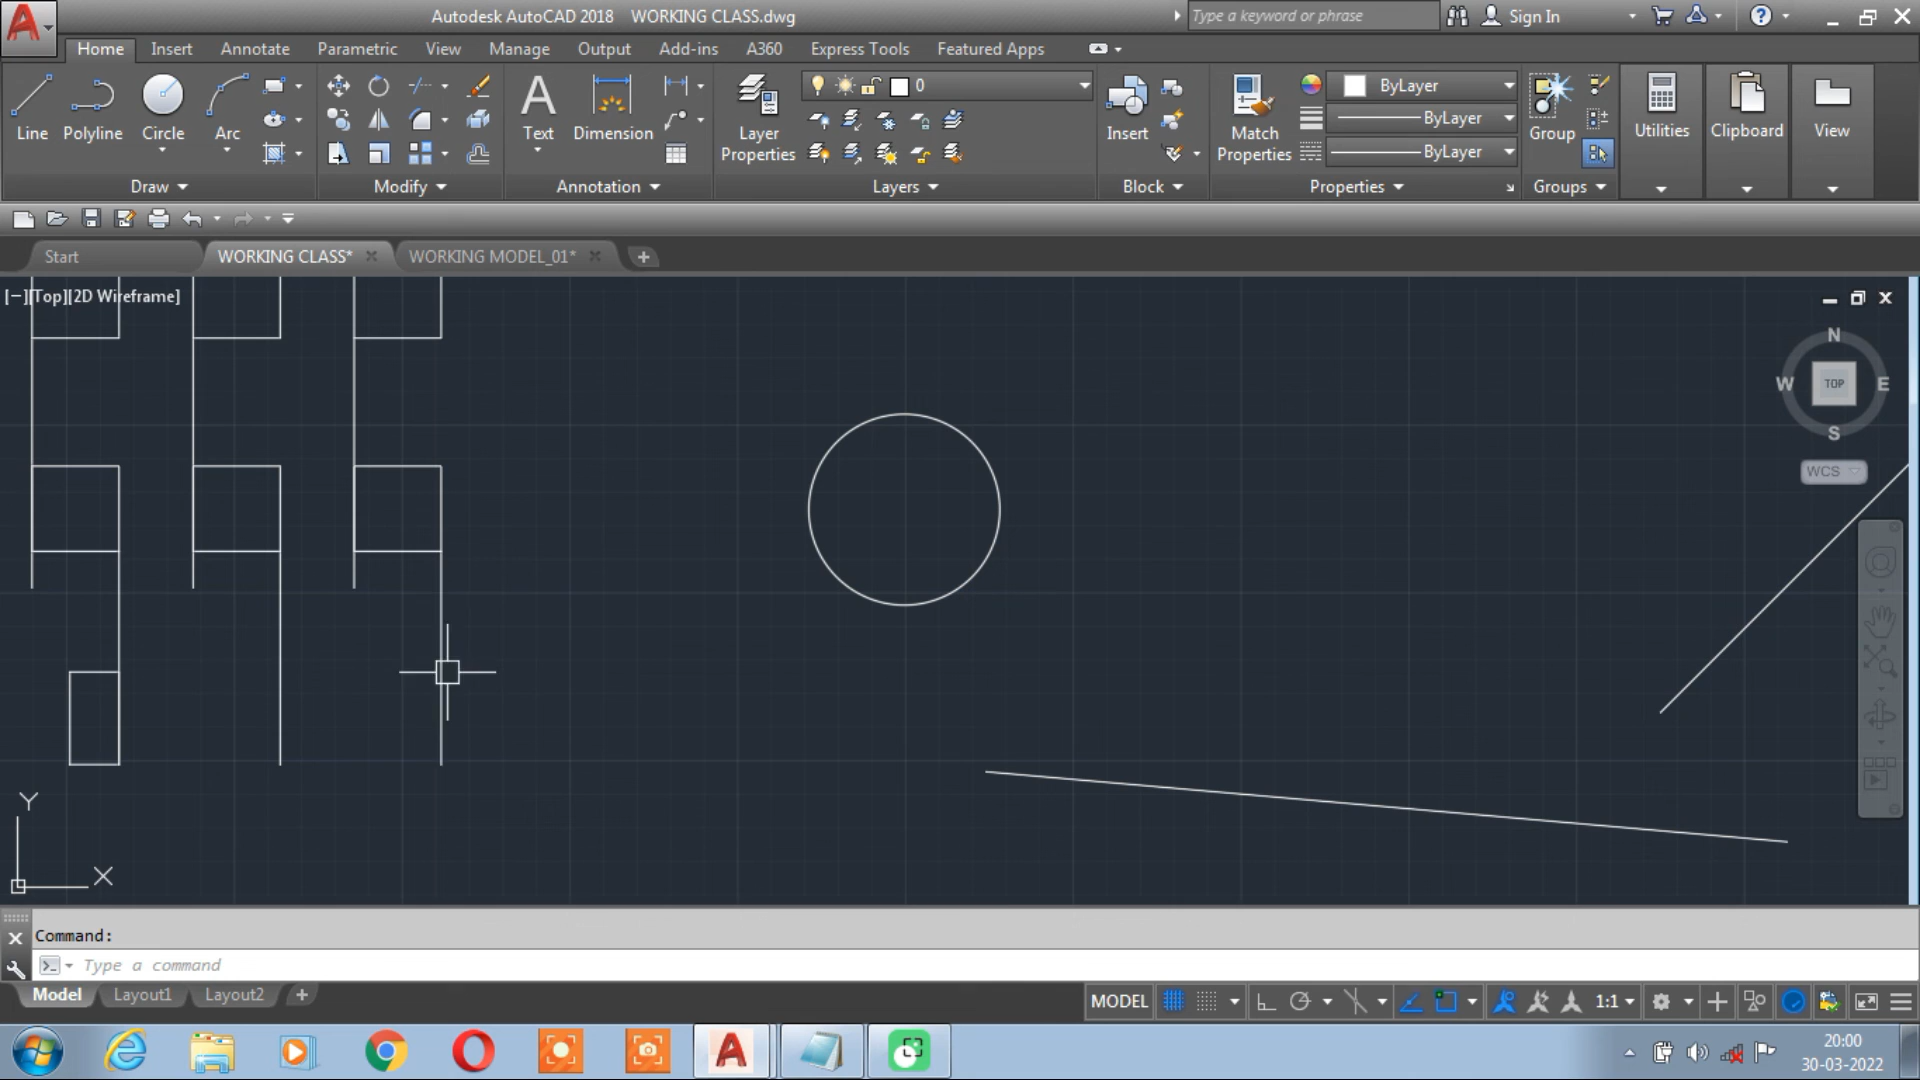 Autodesk AutoCAD 2018 WORKING CLASS.dwg
Type a keyword or phrase
Sign In
Home Insert Annotate Parametric View Manage Output Add-ins A360 Express Tools Featured Apps
Line Polyline Circle Arc
Text Dimension
Layer Properties
0
Insert
Match Properties
ByLayer
ByLayer
ByLayer
Group
Utilities
Clipboard
View
Draw Modify Annotation Layers Block Properties Groups
Start WORKING CLASS* WORKING MODEL_01*
[−][Top][2D Wireframe]
N
W TOP E
S
WCS
Y
X
Command:
Type a command
Model Layout1 Layout2
MODEL 1:1
20:00
30-03-2022